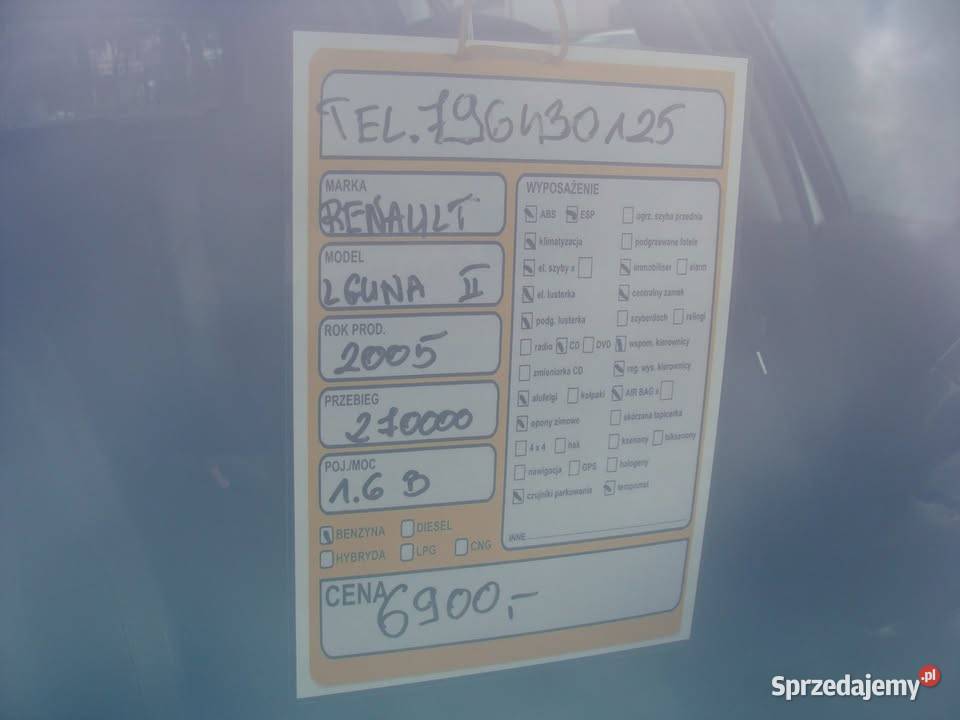 TEL. 796430125
MARKA
RENAULT
MODEL
LGUNA II
ROK PROD.
2005
PRZEBIEG
270000
POJ./MOC
1.6 B
BENZYNA DIESEL
HYBRYDA LPG CNG
WYPOSAŻENIE
ABS ESP ogrz. szyba przednia
klimatyzacja podgrzewane fotele
el. szyby x immobiliser alarm
el. lusterka centralny zamek
podg. lusterka szyberdach relingi
radio CD DVD wspom. kierownicy
zmieniarka CD reg. wys. kierownicy
alufelgi kołpaki AIR BAG x
opony zimowe skórzana tapicerka
4 x 4 hak ksenony biksenony
nawigacja GPS halogeny
czujniki parkowania tempomat
INNE
CENA 6900,-
Sprzedajemy.pl